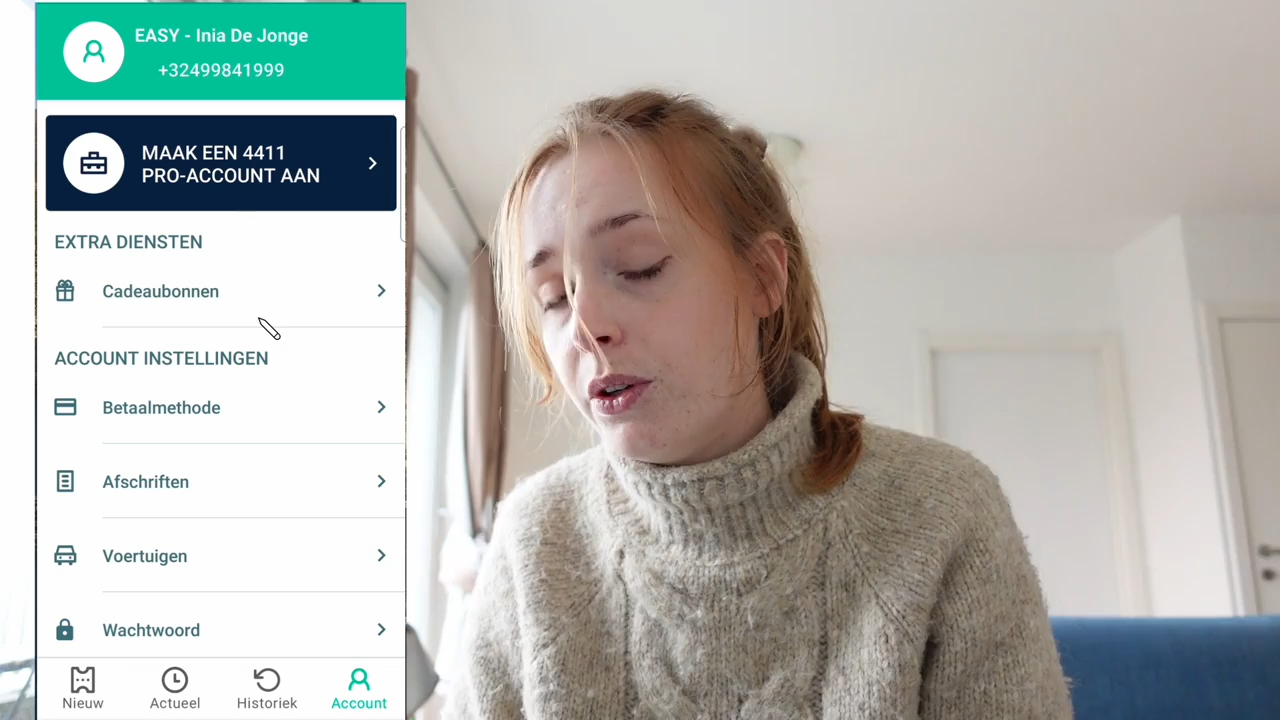 EASY - Inia De Jonge
+32499841999
MAAK EEN 4411
PRO-ACCOUNT AAN
EXTRA DIENSTEN
Cadeaubonnen
ACCOUNT INSTELLINGEN
Betaalmethode
Afschriften
Voertuigen
Wachtwoord
Nieuw
Actueel
Historiek
Account